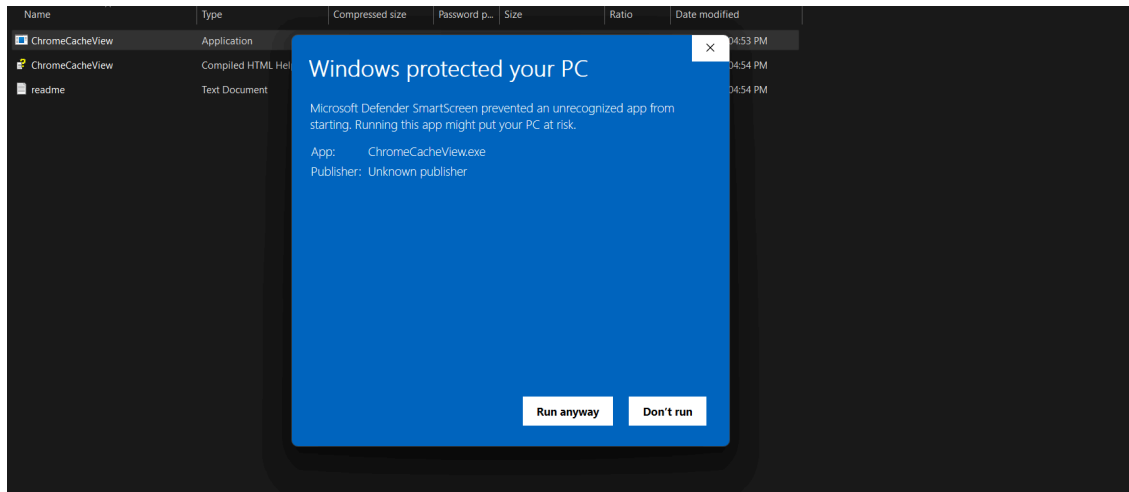 Name Type Compressed size Password p... Size Ratio Date modified
ChromeCacheView Application 04:53 PM
ChromeCacheView Compiled HTML Hel 04:54 PM
readme Text Document 04:54 PM
Windows protected your PC
Microsoft Defender SmartScreen prevented an unrecognized app from
starting. Running this app might put your PC at risk.
App: ChromeCacheView.exe
Publisher: Unknown publisher
Run anyway Don't run